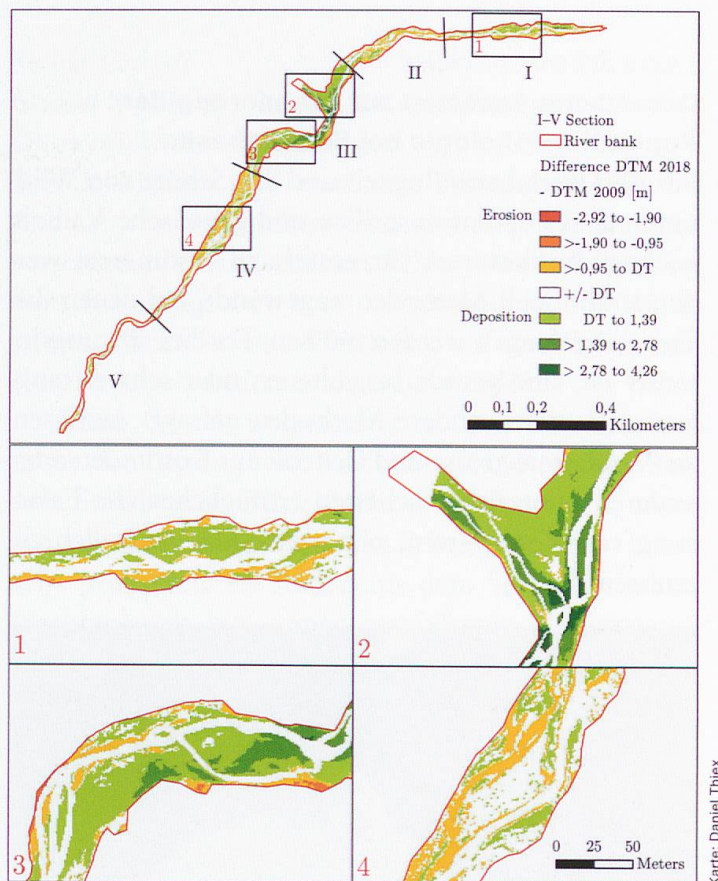 1
I
II
2
III
3
4
IV
V
I–V Section
River bank
Difference DTM 2018
- DTM 2009 [m]
Erosion
-2,92 to -1,90
>-1,90 to -0,95
>-0,95 to DT
+/- DT
Deposition
DT to 1,39
> 1,39 to 2,78
> 2,78 to 4,26
0 0,1 0,2 0,4
Kilometers
1
2
3
4
0 25 50
Meters
Karte: Daniel Thiex